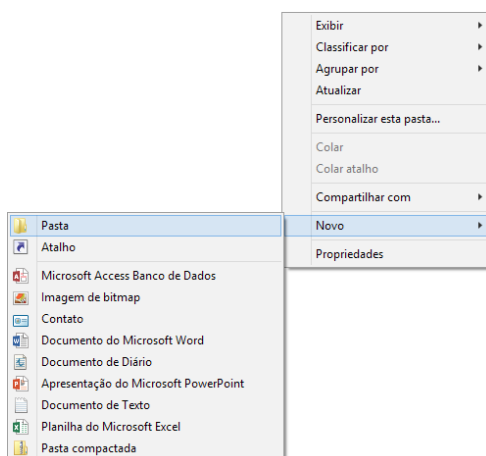 Exibir
Classificar por
Agrupar por
Atualizar
Personalizar esta pasta...
Colar
Colar atalho
Compartilhar com
Novo
Propriedades
Pasta
Atalho
Microsoft Access Banco de Dados
Imagem de bitmap
Contato
Documento do Microsoft Word
Documento de Diário
Apresentação do Microsoft PowerPoint
Documento de Texto
Planilha do Microsoft Excel
Pasta compactada